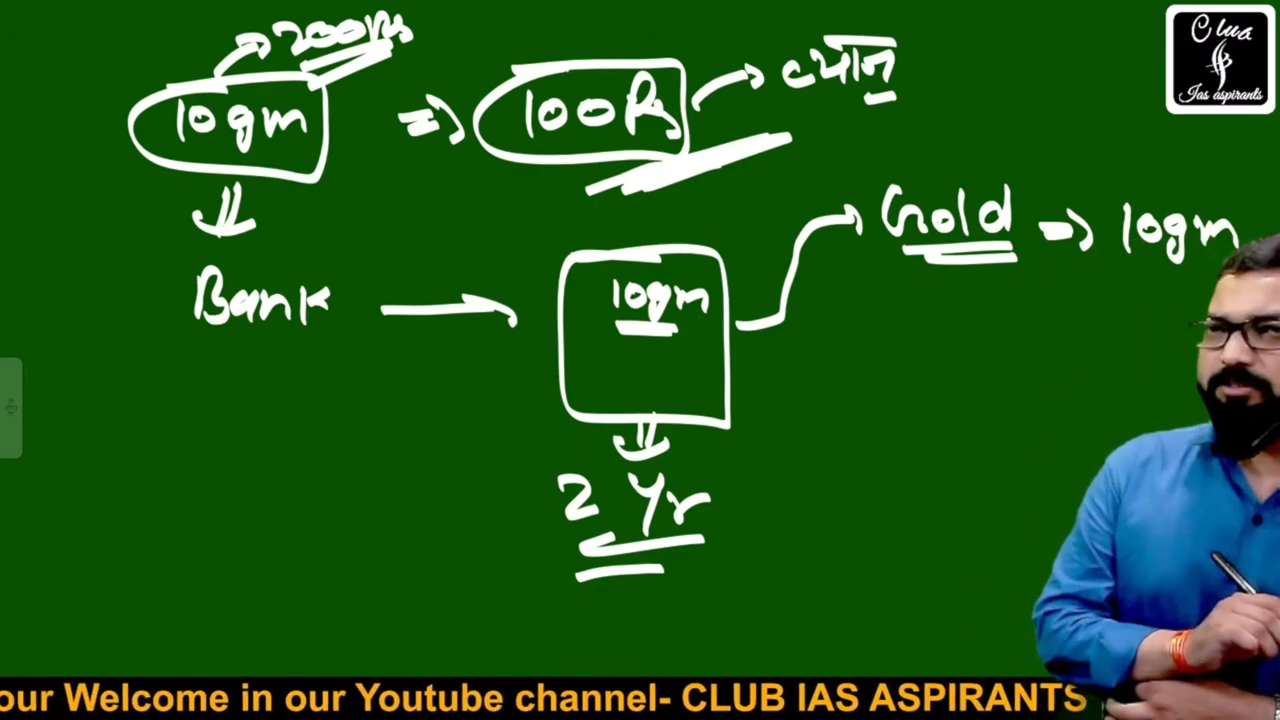 200Rs
10gm ⇒ 100Rs → ब्याज
Gold ⇒ 10gm
Bank → 10gm
2 Yr
Club
Ias aspirants
our Welcome in our Youtube channel- CLUB IAS ASPIRANTS